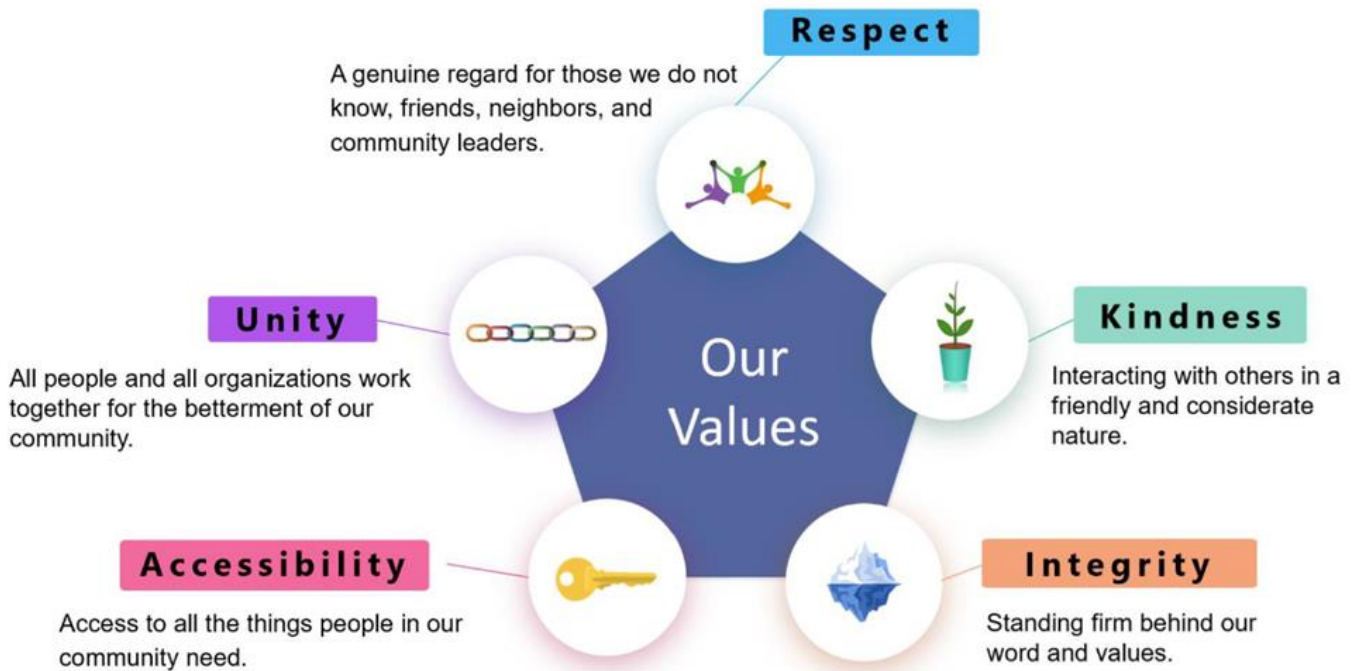 Respect
A genuine regard for those we do not
know, friends, neighbors, and
community leaders.
Unity
All people and all organizations work
together for the betterment of our
community.
Our
Values
Kindness
Interacting with others in a
friendly and considerate
nature.
Accessibility
Access to all the things people in our
community need.
Integrity
Standing firm behind our
word and values.